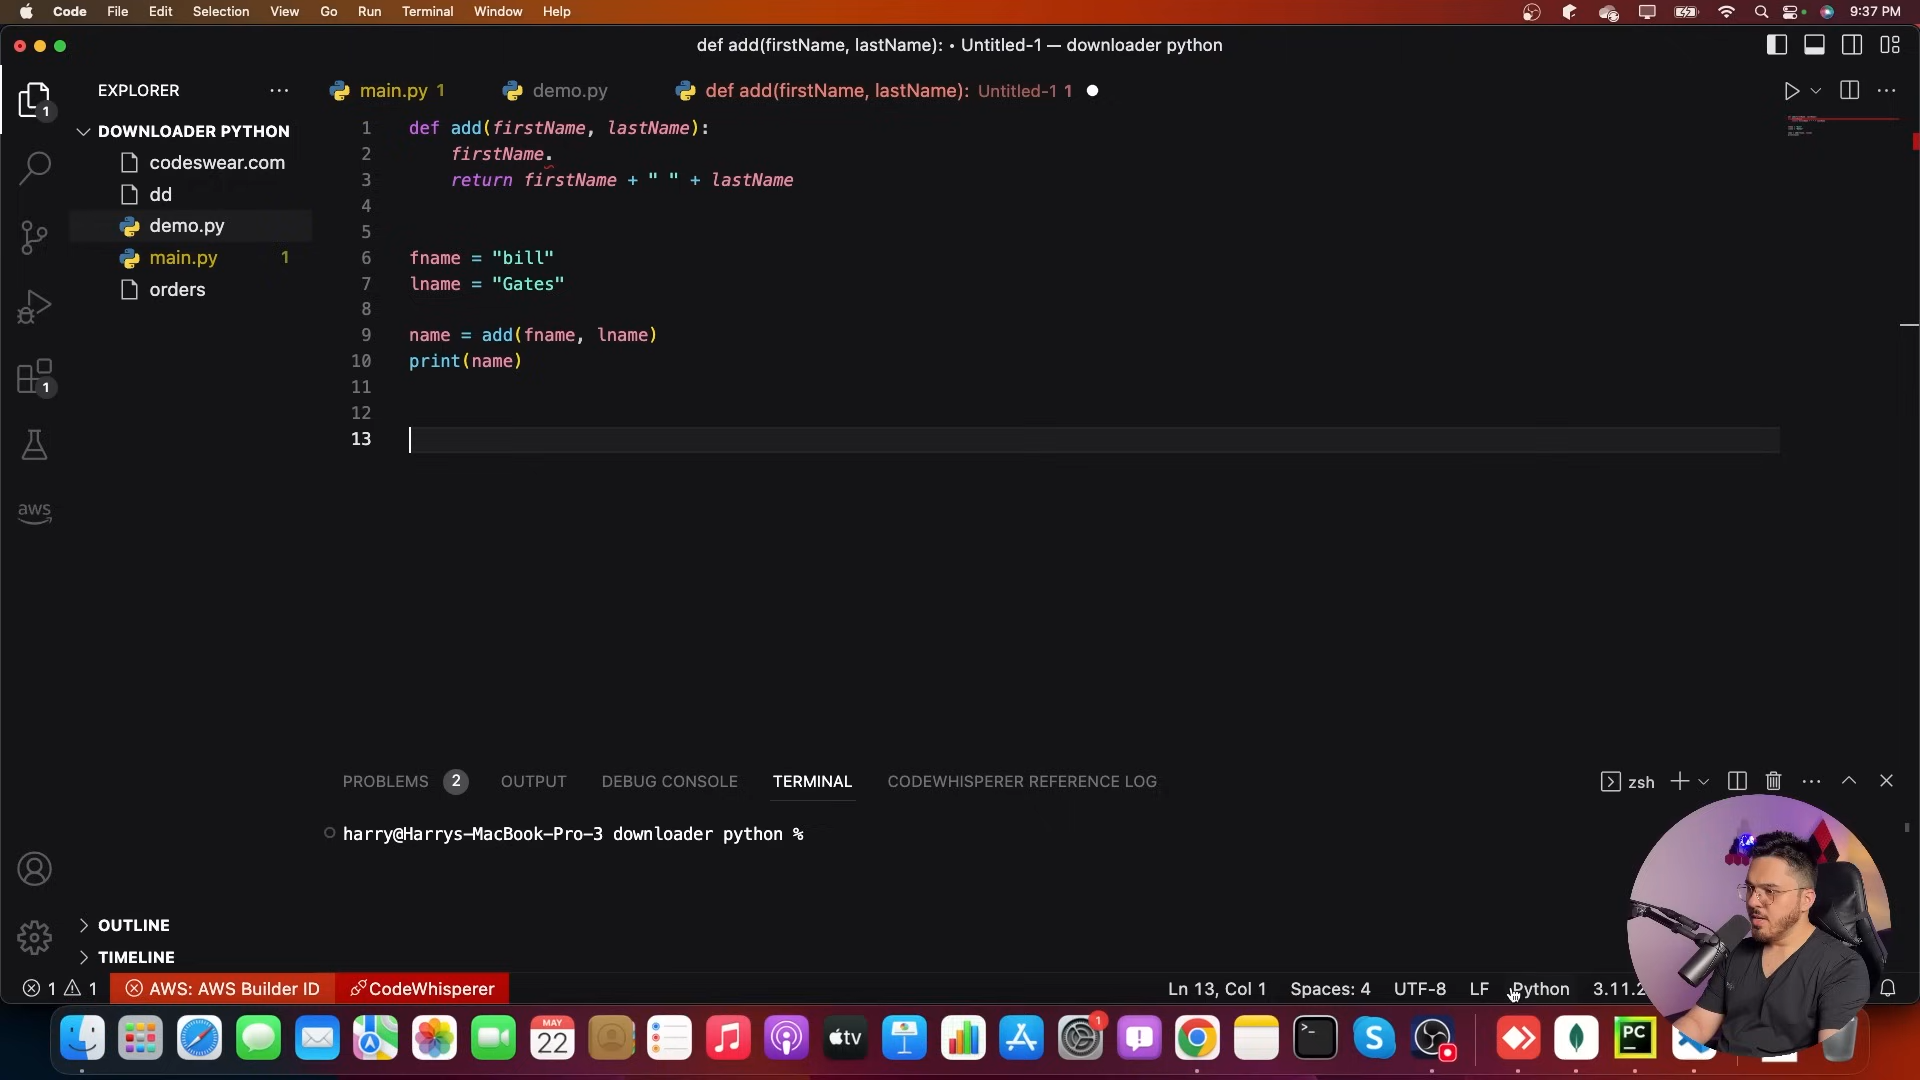 Code File Edit Selection View Go Run Terminal Window Help 9:37 PM
def add(firstName, lastName): • Untitled-1 — downloader python
EXPLORER
main.py 1
demo.py
def add(firstName, lastName): Untitled-1 1
1
DOWNLOADER PYTHON
codeswear.com
dd
demo.py
main.py 1
orders
1
aws
1 def add(firstName, lastName):
2 firstName.
3 return firstName + " " + lastName
4
5
6 fname = "bill"
7 lname = "Gates"
8
9 name = add(fname, lname)
10 print(name)
11
12
13
PROBLEMS 2 OUTPUT DEBUG CONSOLE TERMINAL CODEWHISPERER REFERENCE LOG zsh
harry@Harrys-MacBook-Pro-3 downloader python %
OUTLINE
TIMELINE
1 1 AWS: AWS Builder ID CodeWhisperer Ln 13, Col 1 Spaces: 4 UTF-8 LF Python 3.11.2
MAY
22
tv
1
PC